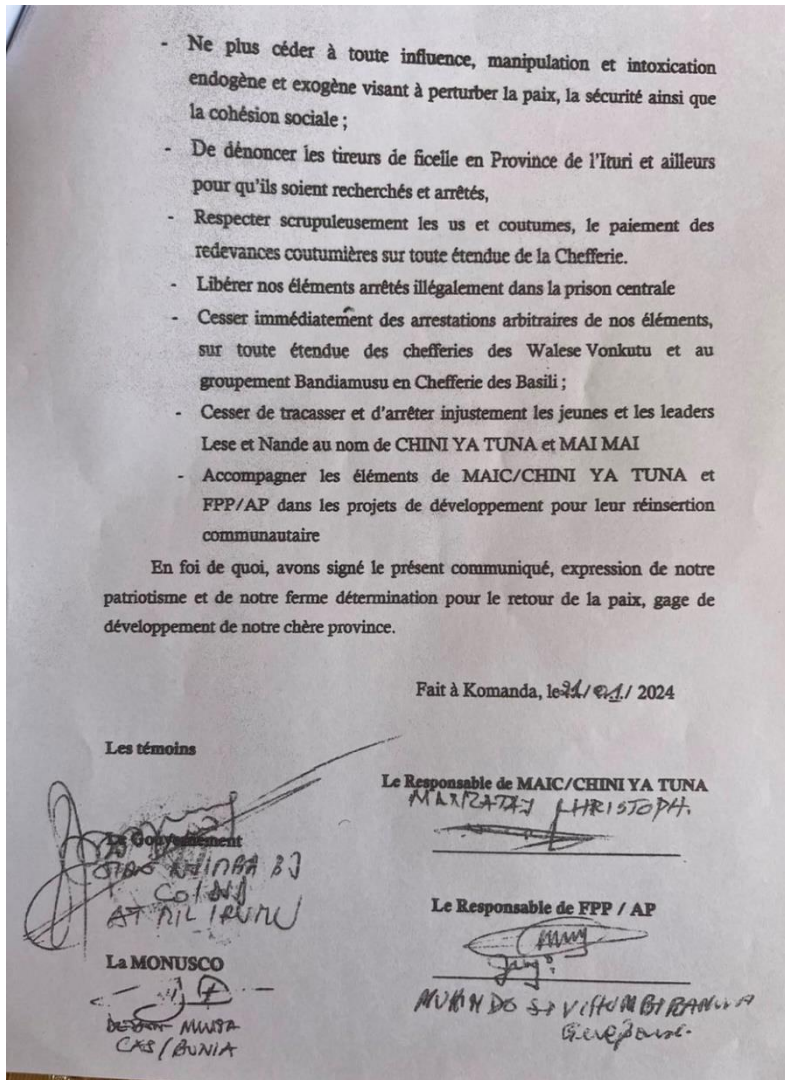 - Ne plus céder à toute influence, manipulation et intoxication
endogène et exogène visant à perturber la paix, la sécurité ainsi que
la cohésion sociale ;
- De dénoncer les tireurs de ficelle en Province de l'Ituri et ailleurs
pour qu'ils soient recherchés et arrêtés,
- Respecter scrupuleusement les us et coutumes, le paiement des
redevances coutumières sur toute étendue de la Chefferie.
- Libérer nos éléments arrêtés illégalement dans la prison centrale
- Cesser immédiatement des arrestations arbitraires de nos éléments,
sur toute étendue des chefferies des Walese Vonkutu et au
groupement Bandiamusu en Chefferie des Basili ;
- Cesser de tracasser et d'arrêter injustement les jeunes et les leaders
Lese et Nande au nom de CHINI YA TUNA et MAI MAI
- Accompagner les éléments de MAIC/CHINI YA TUNA et
FPP/AP dans les projets de développement pour leur réinsertion
communautaire
En foi de quoi, avons signé le présent communiqué, expression de notre
patriotisme et de notre ferme détermination pour le retour de la paix, gage de
développement de notre chère province.
Fait à Komanda, le / 2024
Les témoins
Le Responsable de MAIC/CHINI YA TUNA
CHRISTOPH.
Le Gouvernement
COLONEL
AT MIL IRUMU
Le Responsable de FPP / AP
La MONUSCO
MUNSA
CAS/BUNIA